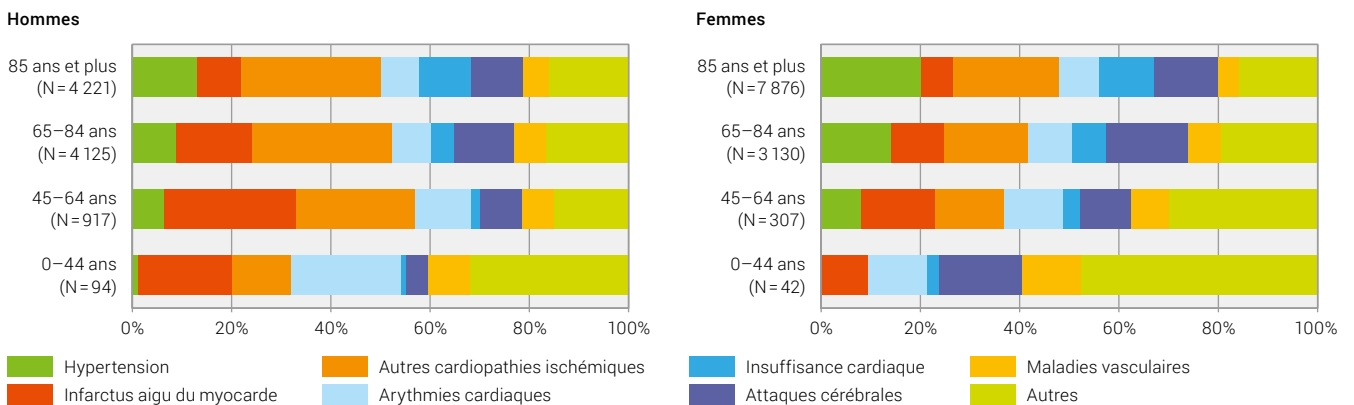 Hommes
85 ans et plus
(N = 4 221)
65–84 ans
(N = 4 125)
45–64 ans
(N = 917)
0–44 ans
(N = 94)
0% 20% 40% 60% 80% 100%
Femmes
85 ans et plus
(N = 7 876)
65–84 ans
(N = 3 130)
45–64 ans
(N = 307)
0–44 ans
(N = 42)
0% 20% 40% 60% 80% 100%
Hypertension
Infarctus aigu du myocarde
Autres cardiopathies ischémiques
Arythmies cardiaques
Insuffisance cardiaque
Attaques cérébrales
Maladies vasculaires
Autres